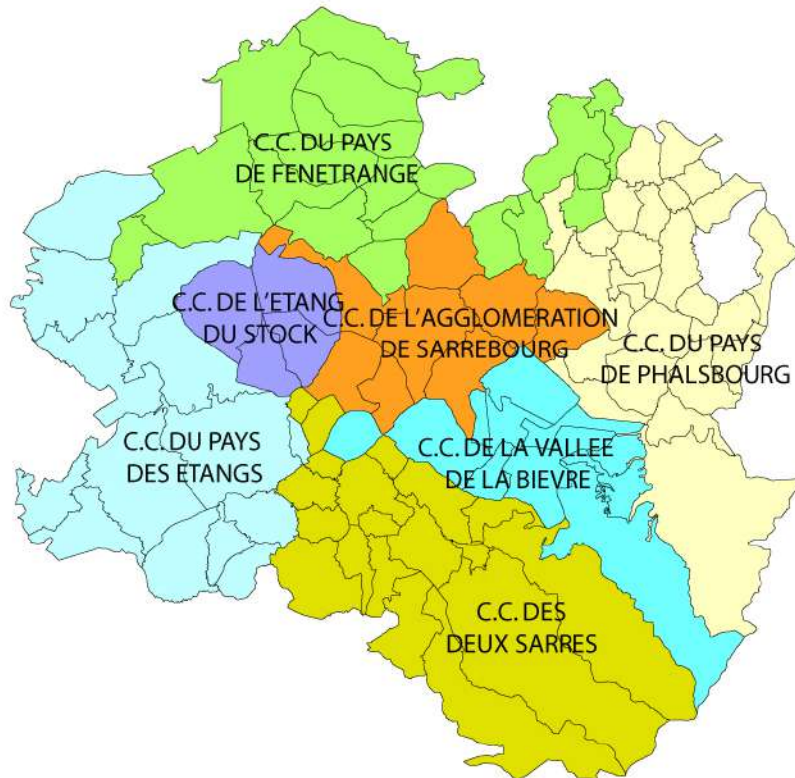 C.C. DU PAYS
DE FENETRANGE
C.C. DE L'ETANG
DU STOCK
C.C. DE L'AGGLOMERATION
DE SARREBOURG
C.C. DU PAYS
DE PHALSBOURG
C.C. DU PAYS
DES ETANGS
C.C. DE LA VALLEE
DE LA BIEVRE
C.C. DES
DEUX SARRES